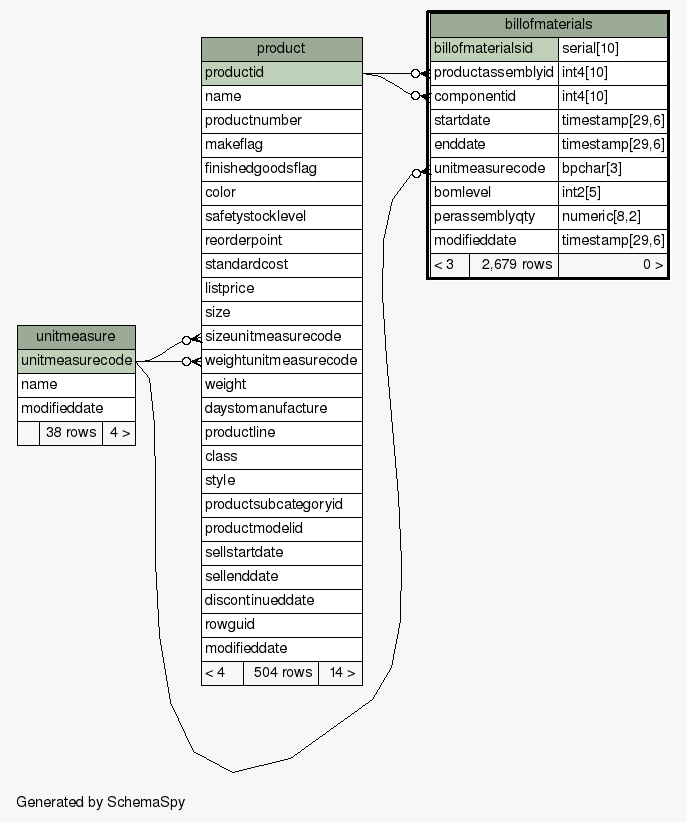 billofmaterials
billofmaterialsid serial[10]
productassemblyid int4[10]
componentid int4[10]
startdate timestamp[29,6]
enddate timestamp[29,6]
unitmeasurecode bpchar[3]
bomlevel int2[5]
perassemblyqty numeric[8,2]
modifieddate timestamp[29,6]
< 3 2,679 rows 0 >
product
productid
name
productnumber
makeflag
finishedgoodsflag
color
safetystocklevel
reorderpoint
standardcost
listprice
size
sizeunitmeasurecode
weightunitmeasurecode
weight
daystomanufacture
productline
class
style
productsubcategoryid
productmodelid
sellstartdate
sellenddate
discontinueddate
rowguid
modifieddate
< 4 504 rows 14 >
unitmeasure
unitmeasurecode
name
modifieddate
38 rows 4 >
Generated by SchemaSpy